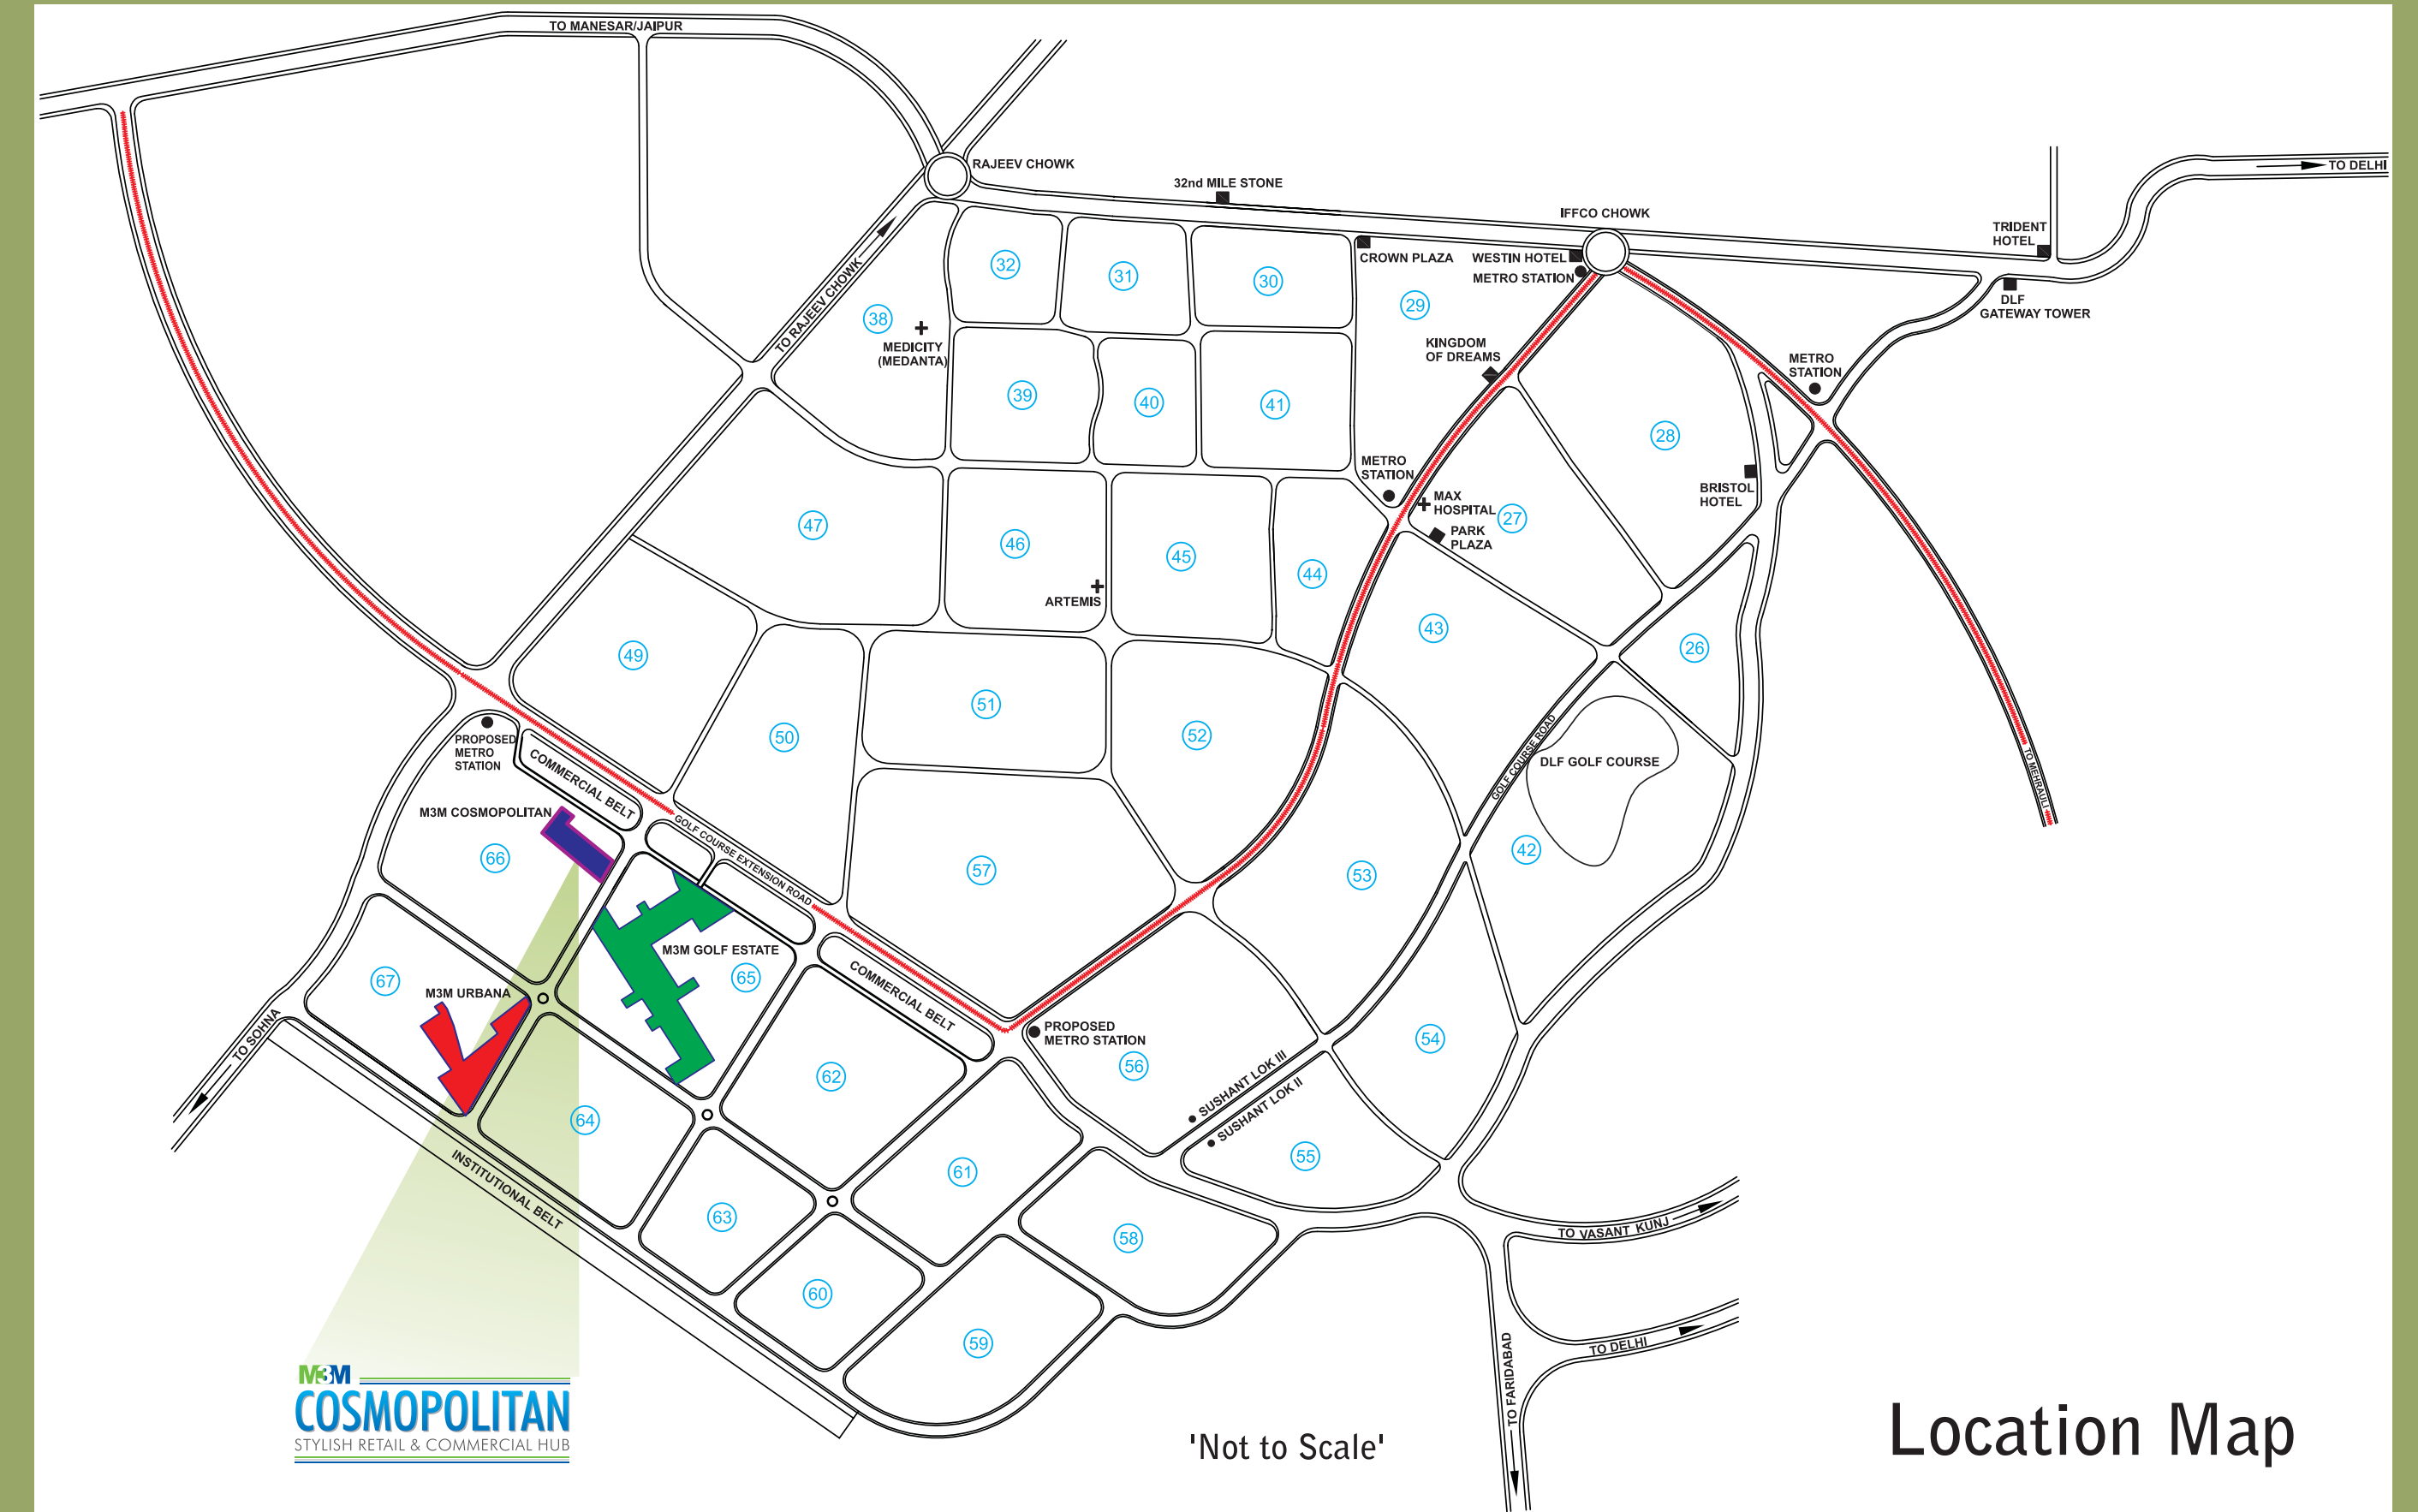 TO MANESAR/JAIPUR
RAJEEV CHOWK
TO DELHI
32nd MILE STONE
IFFCO CHOWK
TRIDENT
HOTEL
CROWN PLAZA
WESTIN HOTEL
METRO STATION
TO RAJEEV CHOWK
32
31
30
29
38
DLF
GATEWAY TOWER
MEDICITY
(MEDANTA)
KINGDOM
OF DREAMS
METRO
STATION
39
40
41
28
METRO
STATION
MAX
HOSPITAL
BRISTOL
HOTEL
47
46
45
44
27
PARK
PLAZA
ARTEMIS
43
26
49
50
51
52
PROPOSED
METRO
STATION
COMMERCIAL BELT
GOLF COURSE ROAD
DLF GOLF COURSE
TO MEHRAULI
M3M COSMOPOLITAN
GOLF COURSE EXTENSION ROAD
66
57
53
42
M3M GOLF ESTATE
65
COMMERCIAL BELT
67
M3M URBANA
TO SOHNA
PROPOSED
METRO STATION
56
54
62
64
SUSHANT LOK III
SUSHANT LOK II
55
61
INSTITUTIONAL BELT
63
58
TO VASANT KUNJ
60
59
TO DELHI
TO FARIDABAD
M3M
COSMOPOLITAN
STYLISH RETAIL & COMMERCIAL HUB
'Not to Scale'
Location Map